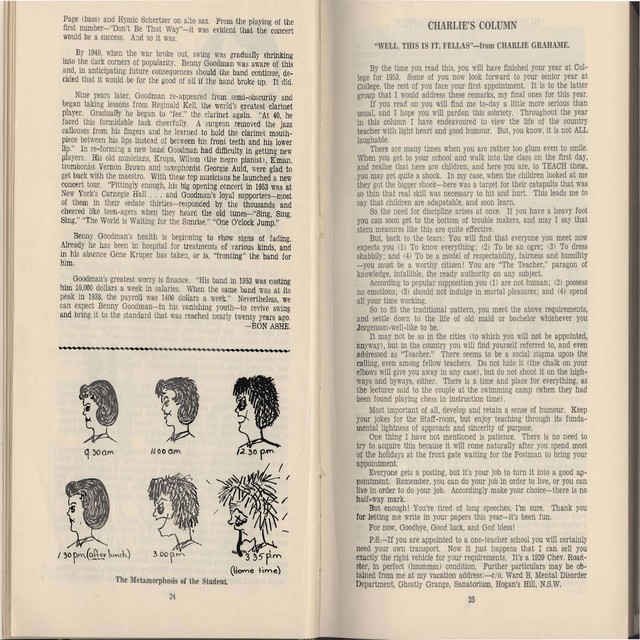 Page (bass) and Hymie Schertzer on alto sax. From the playing of the
first number—"Don't Be That Way"—it was evident that the concert
would be a success. And so it was.
By 1940, when the war broke out, swing was gradually shrinking
into the dark corners of popularity. Benny Goodman was aware of this
and, in anticipating future consequences should the band continue, de-
cided that it would be for the good of all if the band broke up. It did.
Nine years later, Goodman re-appeared from semi-obscurity and
began taking lessons from Reginald Kell, the world's greatest clarinet
player. Gradually he began to "feel" the clarinet again. "At 40, he
faced this formidable task cheerfully. A surgeon removed the jazz
callouses from his fingers and he learned to hold the clarinet mouth-
piece between his lips instead of between his front teeth and his lower
lip." In re-forming a new band Goodman had difficulty in getting new
players. His old musicians, Krupa, Wilson (the negro pianist), E.man,
trombonist Vernon Brown and saxophonist Georgie Auld, were glad to
get back with the maestro. With these top musicians he launched a new
concert tour. "Fittingly enough, his big opening concert in 1953 was at
New York's Carnegie Hall . . . and Goodman's loyal supporters—most
of them in their sedate thirties—responded by the thousands and
cheered like teen-agers when they heard the old tunes—"Sing, Sing,
Sing," "The World is Waiting for the Sunrise," "One O'clock Jump."
Benny Goodman's health is beginning to show signs of fading.
Already he has been in hospital for treatments of various kinds, and
in his absence Gene Kruper has taken, or is, "fronting" the band for
him.
Goodman's greatest worry is finance. "His band in 1953 was costing
him 10,000 dollars a week in salaries. When the same band was at its
peak in 1938, the payroll was 1400 dollars a week." Nevertheless, we
can expect Benny Goodman—in his vanishing youth—to revive swing
and bring it to the standard that was reached nearly twenty years ago.
—RON ASHE.
9.30am
11.00 am
12.30 pm
1.30 pm (after lunch)
3.00 pm
3.35 pm
(Home time)
The Metamorphosis of the Student.
24
CHARLIE'S COLUMN
"WELL, THIS IS IT, FELLAS"—from CHARLIE GRAHAME.
By the time you read this, you will have finished your year at Col-
lege for 1953. Some of you now look forward to your senior year at
College, the rest of you face your first appointment. It is to the latter
group that I would address these remarks, my final ones for this year.
If you read on you will find me to-day a little more serious than
usual, and I hope you will pardon this sobriety. Throughout the year
in this column I have endeavoured to view the life of the country
teacher with light heart and good humour. But, you know, it is not ALL
laughable.
There are many times when we are rather too glum even to smile.
When you get to your school and walk into the class on the first day,
and realise that here are children, and here you are, to TEACH them,
you may get quite a shock. In my case, when the children looked at me
they got the bigger shock—here was a target for their catapults that was
so thin that real skill was necessary to hit and hurt. This leads me to
say that children are adaptable, and soon learn.
So the need for discipline arises at once. If you have a heavy foot
you can soon get to the bottom of trouble makers, and may I say that
stern measures like this are quite effective.
But, back to the tears: You will find that everyone you meet now
expects you (1) To know everything; (2) To be an ogre; (3) To dress
shabbily; and (4) To be a model of respectability, fairness and humility
—you must be a worthy citizen! You are "The Teacher," paragon of
knowledge, infallible, the ready authority on any subject.
According to popular supposition you (1) are not human; (2) possess
no emotions; (3) should not indulge in mortal pleasures; and (4) spend
all your time working.
So to fit the traditional pattern, you meet the above requirements,
and settle down to the life of old maid or bachelor whichever you
Jorgenson-well-like to be.
It may not be so in the cities (to which you will not be appointed,
anyway), but in the country you will find yourself referred to, and even
addressed as "Teacher." There seems to be a social stigma upon the
calling, even among fellow teachers. Do not hide it (the chalk on your
elbows will give you away in any case), but do not shout it on the high-
ways and byways, either. There is a time and place for everything, as
the lecturer said to the couple at the swimming camp (when they had
been found playing chess in instruction time).
Most important of all, develop and retain a sense of humour. Keep
your jokes for the Staff-room, but enjoy teaching through its funda-
mental lightness of approach and sincerity of purpose.
One thing I have not mentioned is patience. There is no need to
try to acquire this because it will come naturally after you spend most
of the holidays at the front gate waiting for the Postman to bring your
appointment.
Everyone gets a posting, but it's your job to turn it into a good ap-
pointment. Remember, you can do your job in order to live, or you can
live in order to do your job. Accordingly make your choice—there is no
half-way mark.
But enough! You're tired of long speeches, I'm sure. Thank you
for letting me write in your papers this year—it's been fun.
For now, Goodbye, Good luck, and God bless!
P.S.—If you are appointed to a one-teacher school you will certainly
need your own transport. Now it just happens that I can sell you
exactly the right vehicle for your requirements. It's a 1929 Chev. Road-
ster, in perfect (hmmmm) condition. Further particulars may be ob-
tained from me at my vacation address:—c/o, Ward B, Mental Disorder
Department, Ghostly Grange, Sanatorium, Hogan's Hill, N.S.W.
25